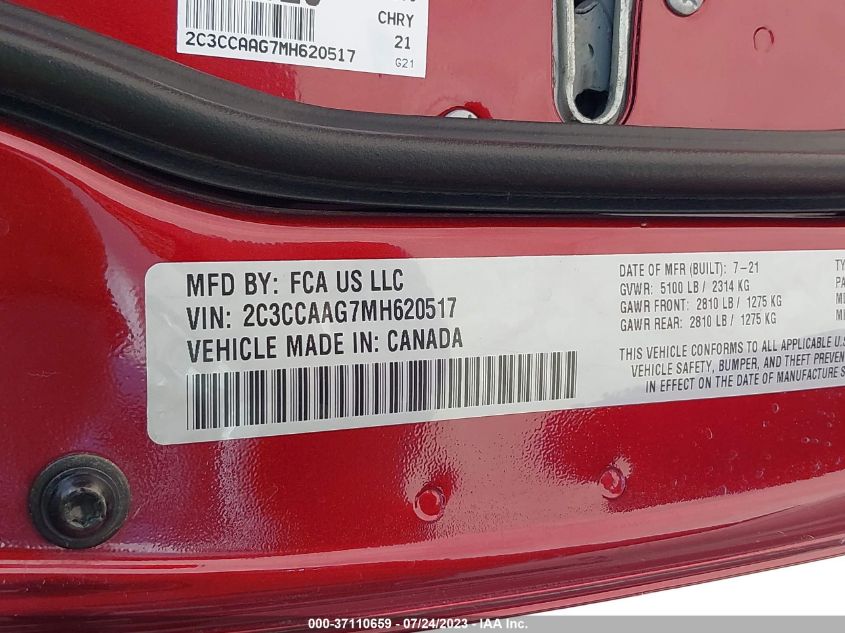 CHRY
2C3CCAAG7MH620517
21
G21
MFD BY: FCA US LLC
VIN: 2C3CCAAG7MH620517
VEHICLE MADE IN: CANADA
DATE OF MFR (BUILT): 7-21
GVWR: 5100 LB / 2314 KG
GAWR FRONT: 2810 LB / 1275 KG
GAWR REAR: 2810 LB / 1275 KG
THIS VEHICLE CONFORMS TO ALL APPLICABLE U.S
VEHICLE SAFETY, BUMPER, AND THEFT PREVEN
IN EFFECT ON THE DATE OF MANUFACTURE S
TY
PA
000-37110659 - 07/24/2023 - © IAA Inc.